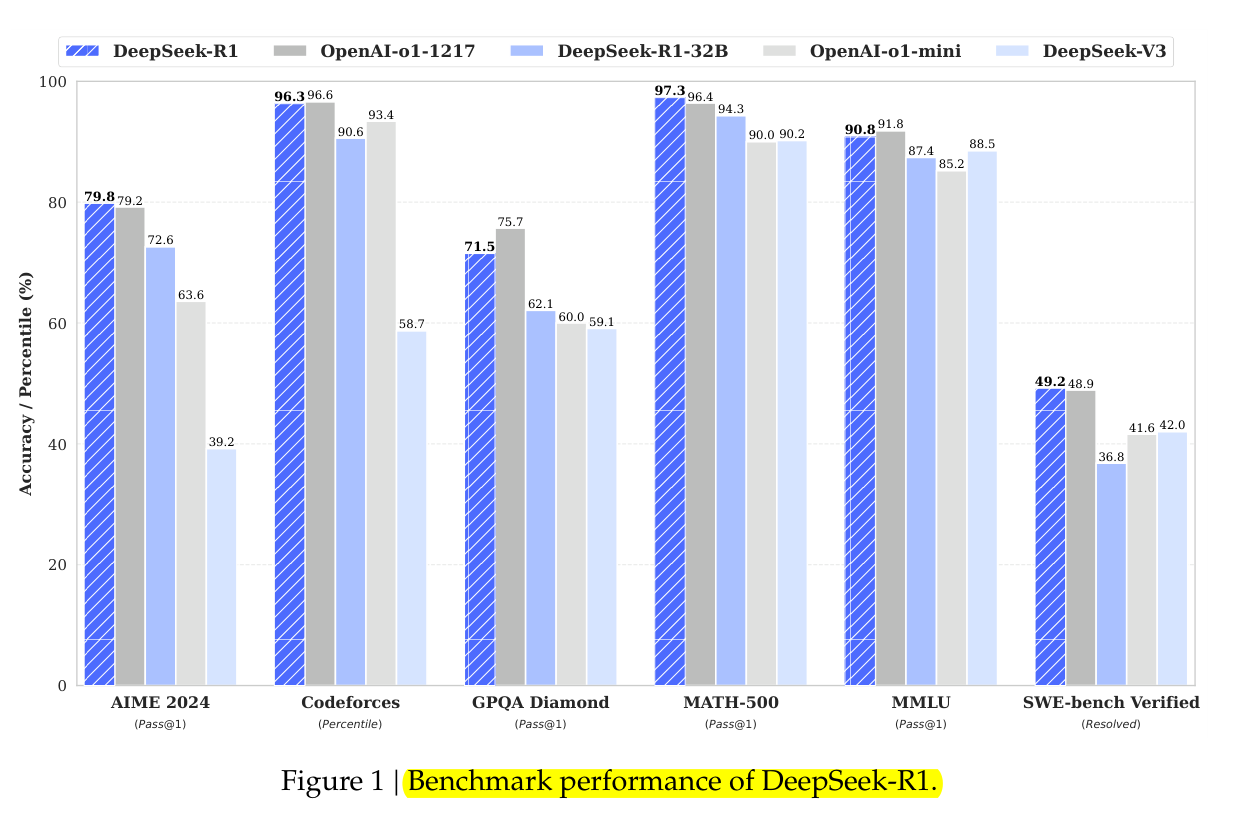 DeepSeek-R1 OpenAI-o1-1217 DeepSeek-R1-32B OpenAI-o1-mini DeepSeek-V3
Accuracy / Percentile (%)
100
80
60
40
20
0
79.8 79.2 72.6 63.6 39.2
96.3 96.6 90.6 93.4 58.7
71.5 75.7 62.1 60.0 59.1
97.3 96.4 94.3 90.0 90.2
90.8 91.8 87.4 85.2 88.5
49.2 48.9 36.8 41.6 42.0
AIME 2024 Codeforces GPQA Diamond MATH-500 MMLU SWE-bench Verified
(Pass@1) (Percentile) (Pass@1) (Pass@1) (Pass@1) (Resolved)
Figure 1 | Benchmark performance of DeepSeek-R1.